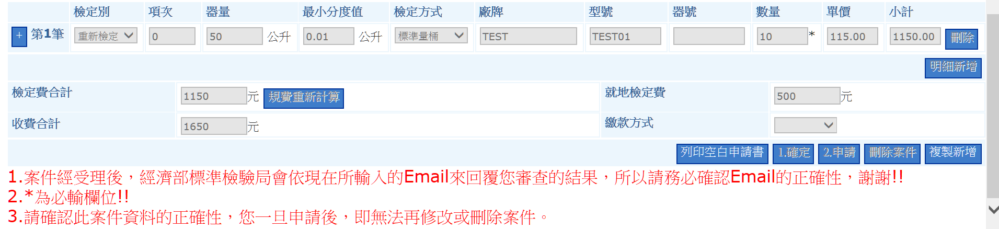 檢定別 項次 器量 最小分度值 檢定方式 廠牌 型號 器號 數量 單價 小計
+ 第1筆 重新檢定 0 50 公升 0.01 公升 標準量桶 TEST TEST01 10 * 115.00 1150.00 刪除
明細新增
檢定費合計 1150 元 規費重新計算 就地檢定費 500 元
收費合計 1650 元 繳款方式
列印空白申請書 1.確定 2.申請 刪除案件 複製新增
1.案件經受理後，經濟部標準檢驗局會依現在所輸入的Email來回覆您審查的結果，所以請務必確認Email的正確性，謝謝!!
2.*為必輸欄位!!
3.請確認此案件資料的正確性，您一旦申請後，即無法再修改或刪除案件。